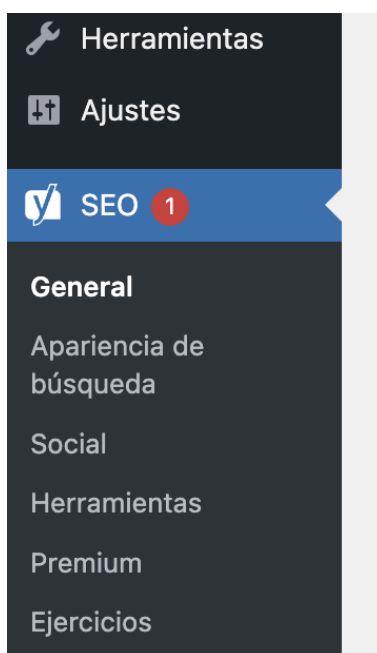 Herramientas
Ajustes
SEO 1
General
Apariencia de
búsqueda
Social
Herramientas
Premium
Ejercicios